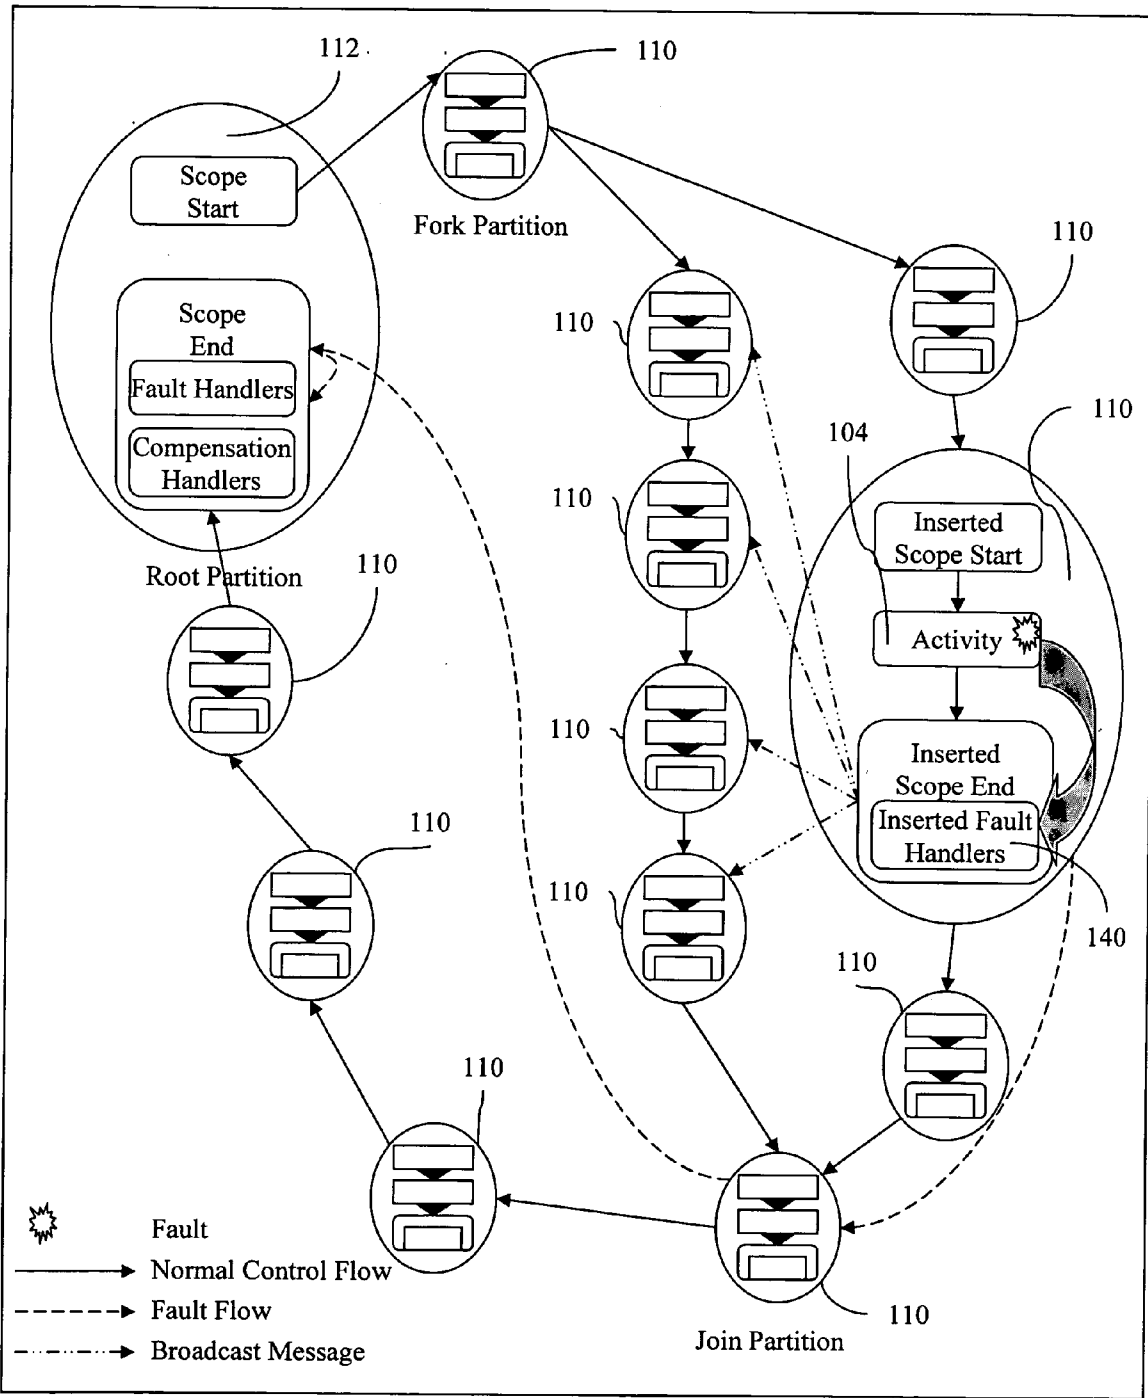 112
110
Scope
Start
Fork Partition
110
110
Scope
End
Fault Handlers
Compensation
Handlers
104
110
110
Inserted
Scope Start
Root Partition
110
Activity
110
Inserted
Scope End
Inserted Fault
Handlers
110
110
140
110
110
Fault
Normal Control Flow
Fault Flow
Broadcast Message
110
Join Partition